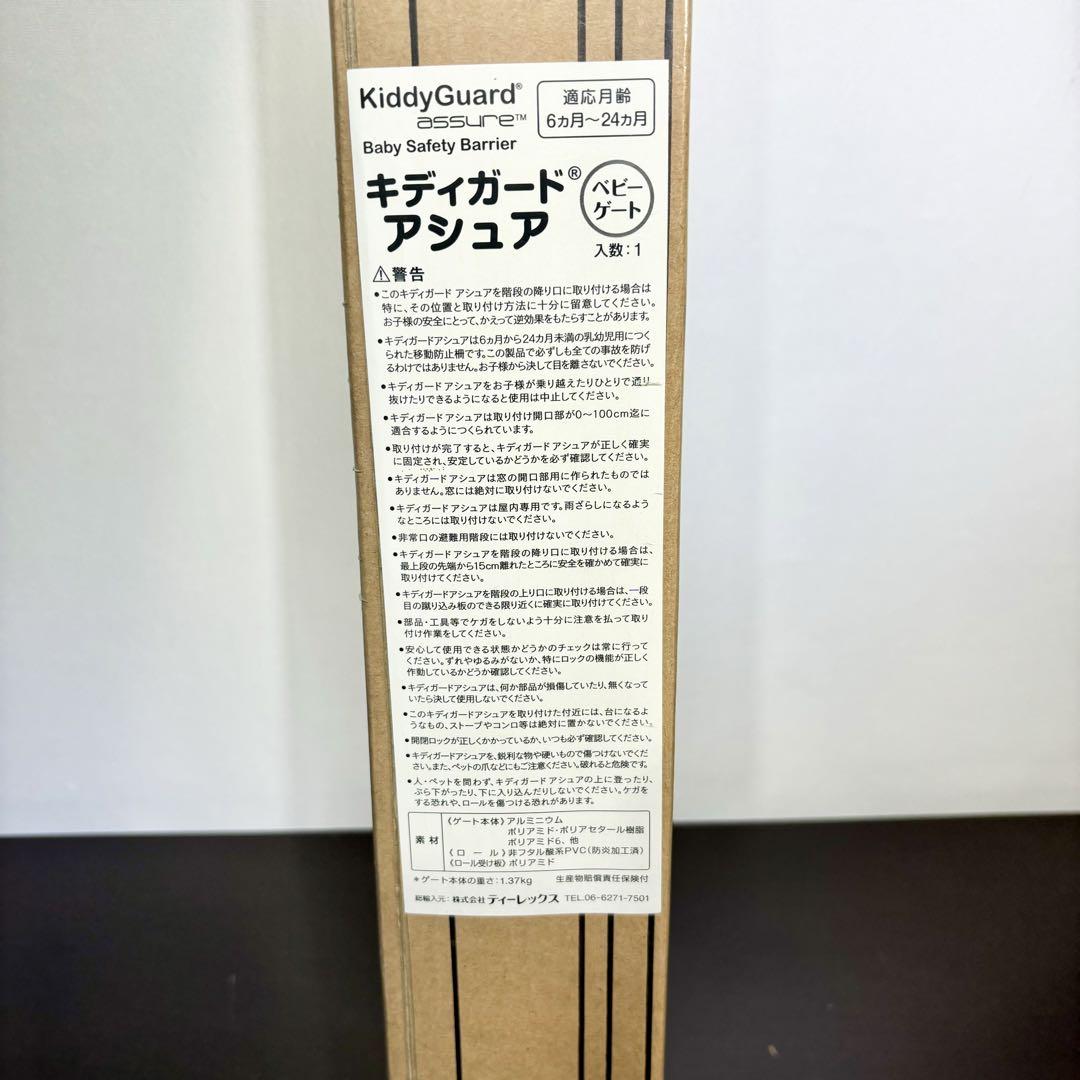 KiddyGuard®
assure™
Baby Safety Barrier
適応月齢
6ヵ月〜24ヵ月
キディガード®
アシュア
ベビー
ゲート
入数：1
⚠警告
●このキディガード アシュアを階段の降り口に取り付ける場合は
特に、その位置と取り付け方法に十分に留意してください。
お子様の安全にとって、かえって逆効果をもたらすことがあります。
●キディガードアシュアは6ヵ月から24カ月未満の乳幼児用につく
られた移動防止柵です。この製品で必ずしも全ての事故を防げ
るわけではありません。お子様から決して目を離さないでください。
●キディガード アシュアをお子様が乗り越えたりひとりで通り
抜けたりできるようになると使用は中止してください。
●キディガード アシュアは取り付け開口部が0〜100cm迄に
適合するようにつくられています。
●取り付けが完了すると、キディガード アシュアが正しく確実
に固定され、安定しているかどうかを必ず確認してください。
●キディガード アシュアは窓の開口部用に作られたものでは
ありません。窓には絶対に取り付けないでください。
●キディガード アシュアは屋内専用です。雨ざらしになるよう
なところには取り付けないでください。
●非常口の避難用階段には取り付けないでください。
●キディガード アシュアを階段の降り口に取り付ける場合は、
最上段の先端から15cm離れたところに安全を確かめて確実に
取り付けてください。
●キディガードアシュアを階段の上り口に取り付ける場合は、一段
目の蹴り込み板のできる限り近くに確実に取り付けてください。
●部品・工具等でケガをしないよう十分に注意を払って取り
付け作業をしてください。
●安心して使用できる状態かどうかのチェックは常に行って
ください。ずれやゆるみがないか、特にロックの機能が正しく
作動しているかどうか確認してください。
●キディガードアシュアは、何か部品が損傷していたり、無くなって
いたら決して使用しないでください。
●このキディガードアシュアを取り付けた付近には、台になるよ
うなもの、ストーブやコンロ等は絶対に置かないでください。
●開閉ロックが正しくかかっているか、いつも必ず確認してください。
●キディガードアシュアを、鋭利な物や硬いもので傷つけないでくだ
さい。また、ペットの爪などにもご注意ください。破れると危険です。
●人・ペットを問わず、キディガード アシュアの上に登ったり、
ぶら下がったり、下に入り込んだりしないでください。ケガを
する恐れや、ロールを傷つける恐れがあります。
素材
《ゲート本体》アルミニウム
ポリアミド・ポリアセタール樹脂
ポリアミド6、他
《ロール》非フタル酸系PVC（防炎加工済）
《ロール受け板》ポリアミド
＊ゲート本体の重さ：1.37kg 生産物賠償責任保険付
総輸入元：株式会社ティーレックス TEL.06-6271-7501